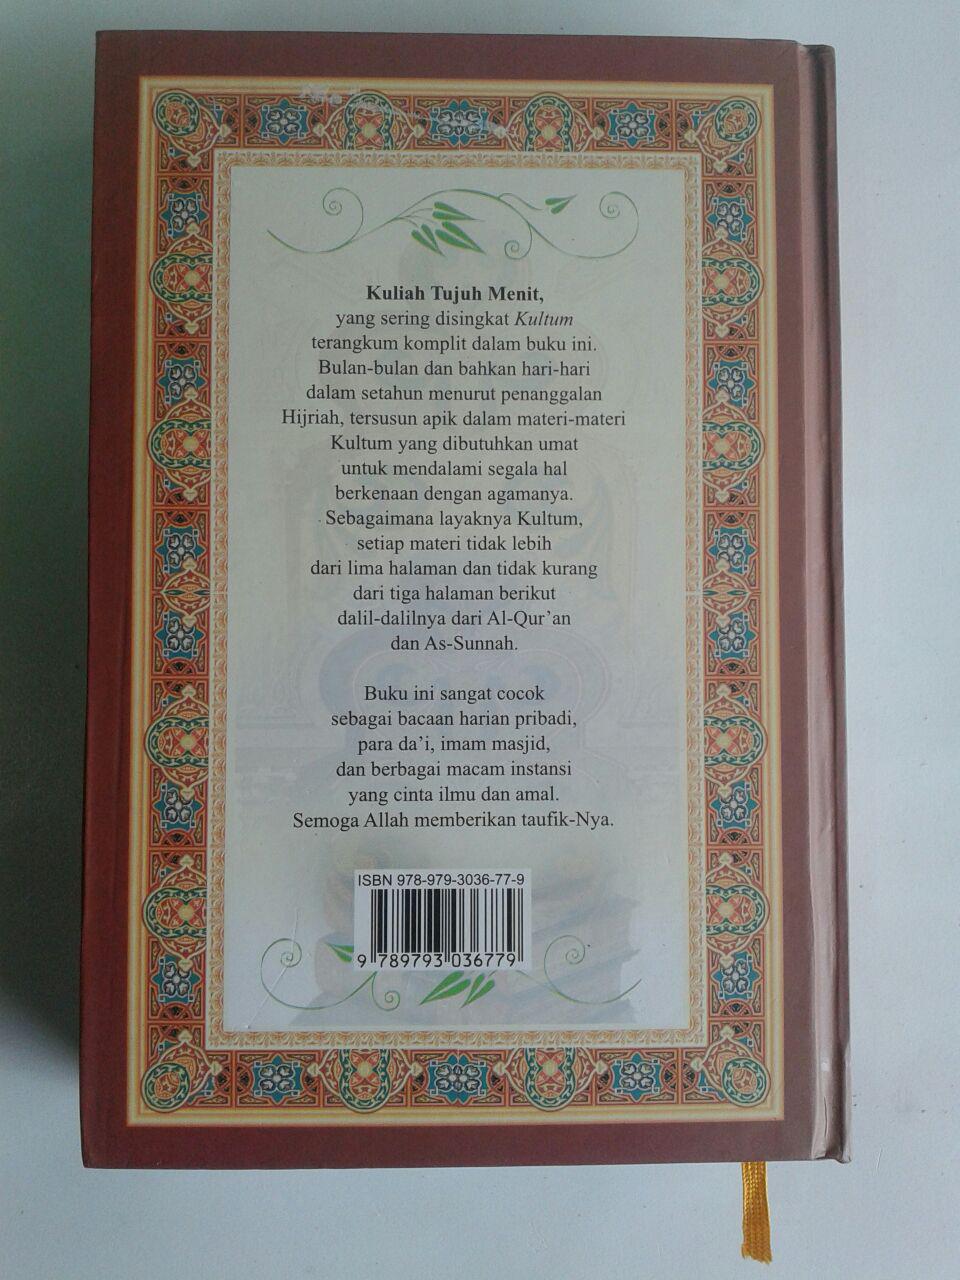 Kuliah Tujuh Menit,
yang sering disingkat Kultum
terangkum komplit dalam buku ini.
Bulan-bulan dan bahkan hari-hari
dalam setahun menurut penanggalan
Hijriah, tersusun apik dalam materi-materi
Kultum yang dibutuhkan umat
untuk mendalami segala hal
berkenaan dengan agamanya.
Sebagaimana layaknya Kultum,
setiap materi tidak lebih
dari lima halaman dan tidak kurang
dari tiga halaman berikut
dalil-dalilnya dari Al-Qur'an
dan As-Sunnah.
Buku ini sangat cocok
sebagai bacaan harian pribadi,
para da'i, imam masjid,
dan berbagai macam instansi
yang cinta ilmu dan amal.
Semoga Allah memberikan taufik-Nya.
ISBN 978-979-3036-77-9
9 789793 036779